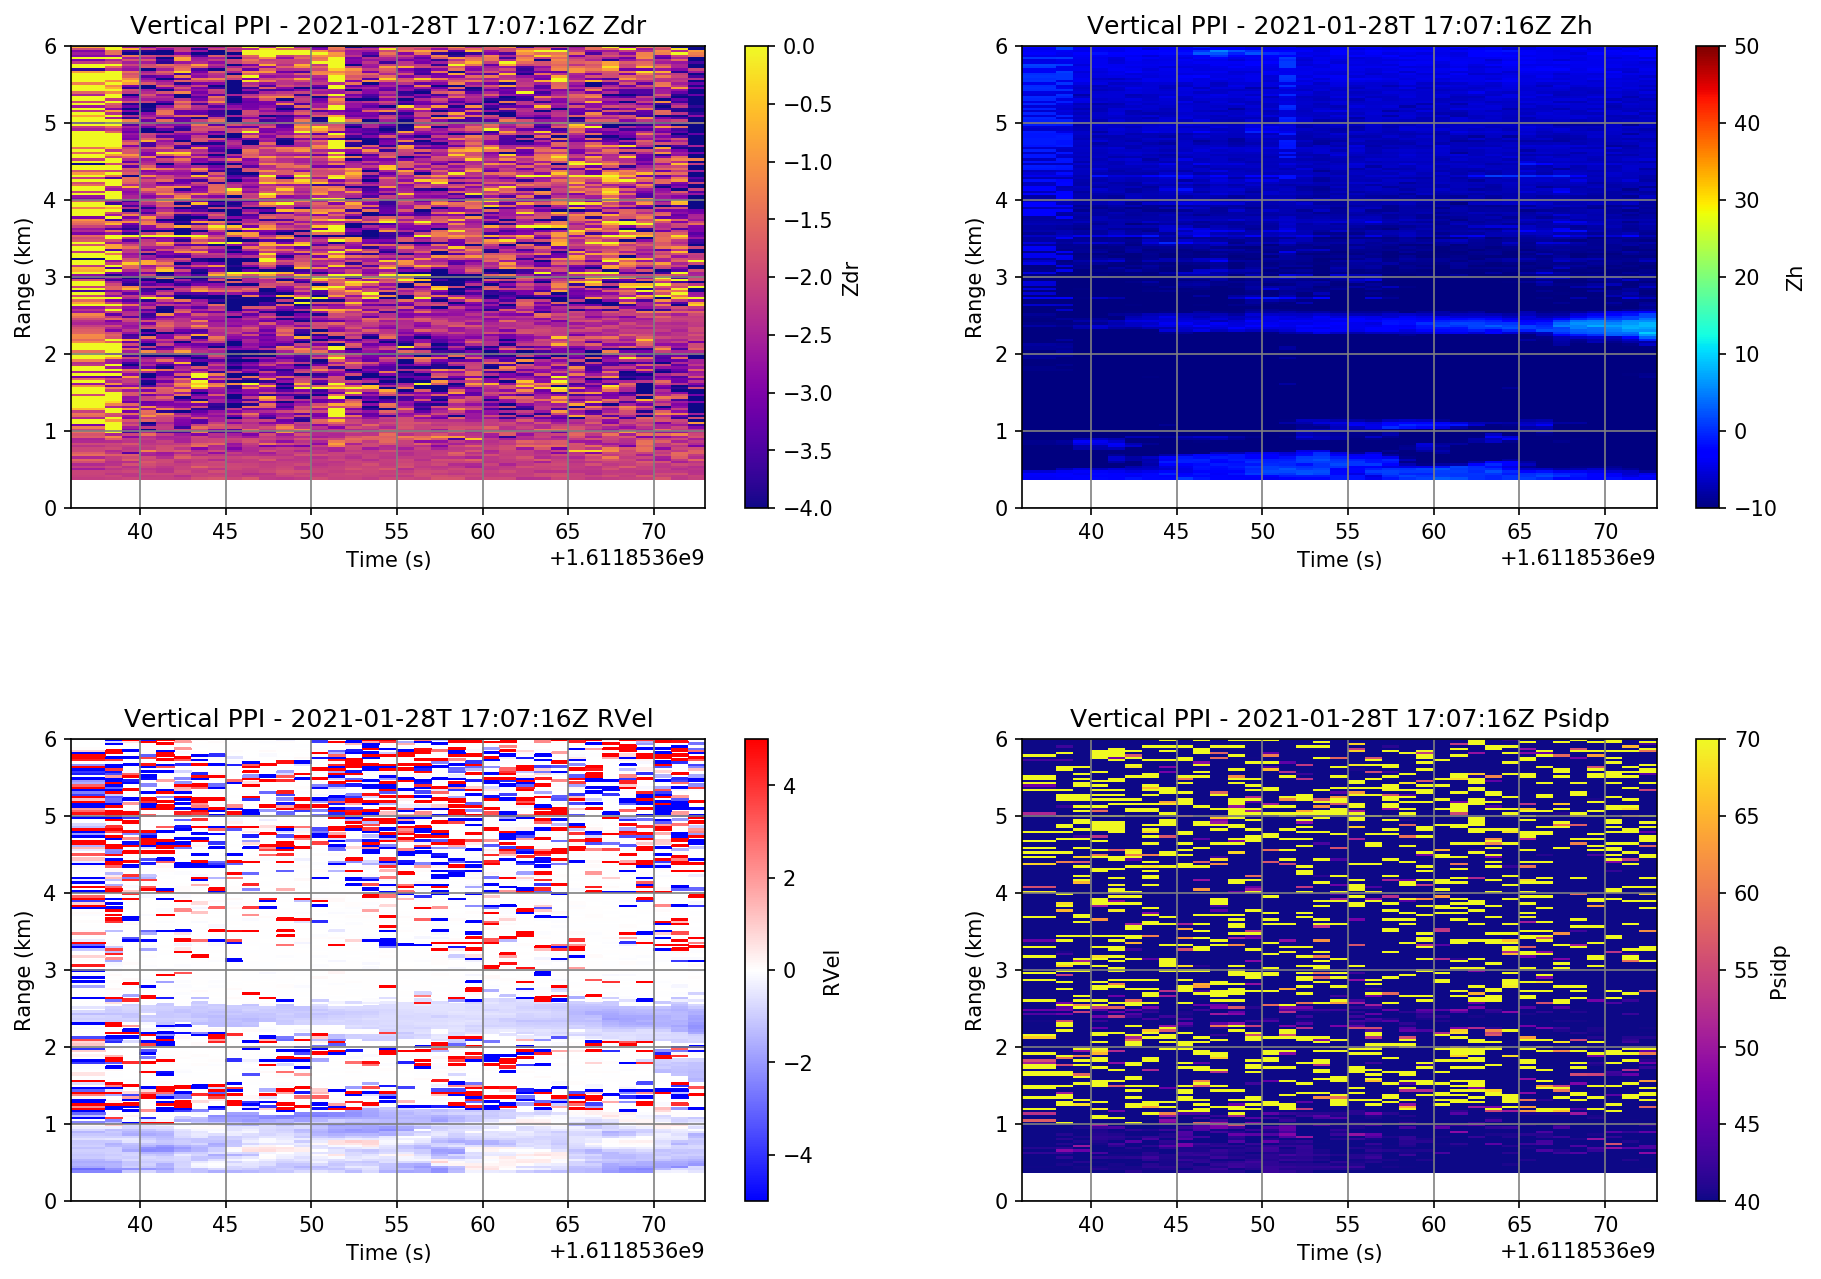 Vertical PPI - 2021-01-28T 17:07:16Z Zdr
6
5
4
3
2
1
0
Range (km)
40 45 50 55 60 65 70
Time (s)
+1.6118536e9
0.0
−0.5
−1.0
−1.5
−2.0
−2.5
−3.0
−3.5
−4.0
Zdr
Vertical PPI - 2021-01-28T 17:07:16Z Zh
6
5
4
3
2
1
0
Range (km)
40 45 50 55 60 65 70
Time (s)
+1.6118536e9
50
40
30
20
10
0
−10
Zh
Vertical PPI - 2021-01-28T 17:07:16Z RVel
6
5
4
3
2
1
0
Range (km)
40 45 50 55 60 65 70
Time (s)
+1.6118536e9
4
2
0
−2
−4
RVel
Vertical PPI - 2021-01-28T 17:07:16Z Psidp
6
5
4
3
2
1
0
Range (km)
40 45 50 55 60 65 70
Time (s)
+1.6118536e9
70
65
60
55
50
45
40
Psidp